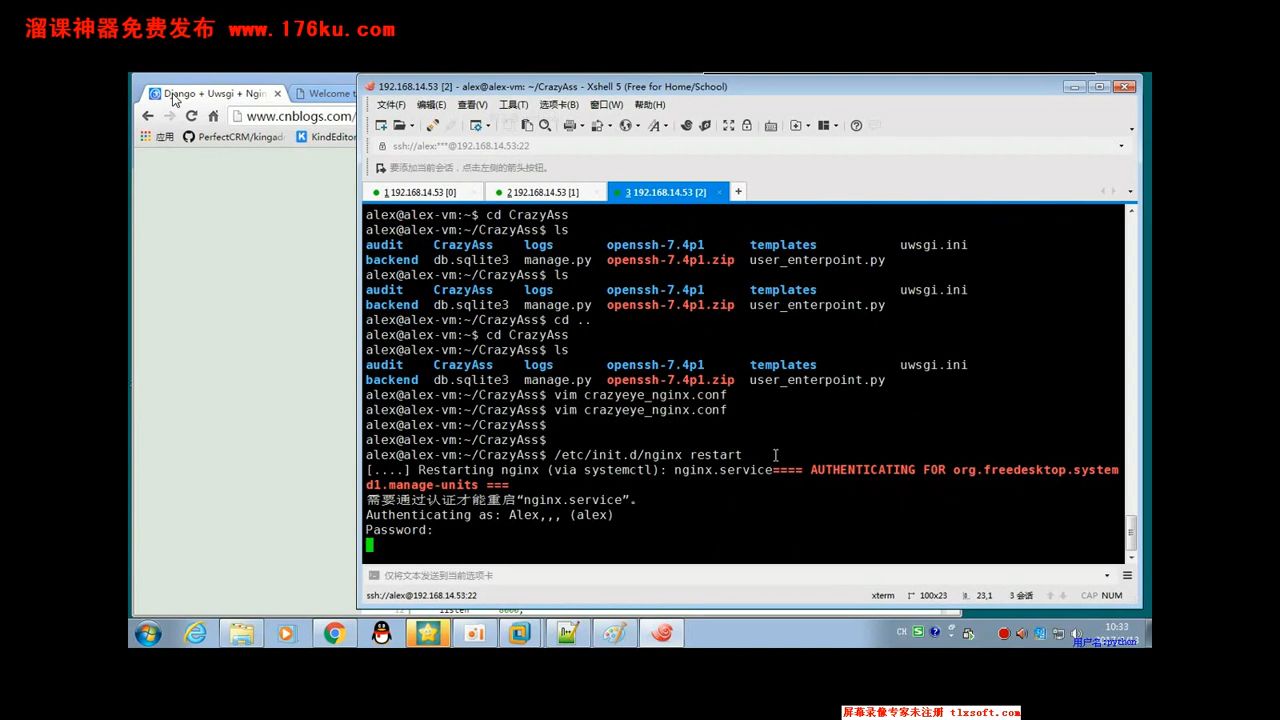 溜课神器免费发布 www.176ku.com
Django + Uwsgi + Ngin
Welcome t
www.cnblogs.com/
应用 PerfectCRM/kingad KindEditor
192.168.14.53 [2] - alex@alex-vm: ~/CrazyAss - Xshell 5 (Free for Home/School)
文件(F) 编辑(E) 查看(V) 工具(T) 选项卡(B) 窗口(W) 帮助(H)
ssh://alex:***@192.168.14.53:22
要添加当前会话，点击左侧的箭头按钮。
1 192.168.14.53 [0] 2 192.168.14.53 [1] 3 192.168.14.53 [2]
alex@alex-vm:~$ cd CrazyAss
alex@alex-vm:~/CrazyAss$ ls
audit CrazyAss logs openssh-7.4p1 templates uwsgi.ini
backend db.sqlite3 manage.py openssh-7.4p1.zip user_enterpoint.py
alex@alex-vm:~/CrazyAss$ ls
audit CrazyAss logs openssh-7.4p1 templates uwsgi.ini
backend db.sqlite3 manage.py openssh-7.4p1.zip user_enterpoint.py
alex@alex-vm:~/CrazyAss$ cd ..
alex@alex-vm:~$ cd CrazyAss
alex@alex-vm:~/CrazyAss$ ls
audit CrazyAss logs openssh-7.4p1 templates uwsgi.ini
backend db.sqlite3 manage.py openssh-7.4p1.zip user_enterpoint.py
alex@alex-vm:~/CrazyAss$ vim crazyeye_nginx.conf
alex@alex-vm:~/CrazyAss$ vim crazyeye_nginx.conf
alex@alex-vm:~/CrazyAss$
alex@alex-vm:~/CrazyAss$
alex@alex-vm:~/CrazyAss$ /etc/init.d/nginx restart
[....] Restarting nginx (via systemctl): nginx.service==== AUTHENTICATING FOR org.freedesktop.system
d1.manage-units ===
需要通过认证才能重启“nginx.service”。
Authenticating as: Alex,,, (alex)
Password:
仅将文本发送到当前选项卡
ssh://alex@192.168.14.53:22 xterm 100x23 23,1 3 会话 CAP NUM
CH 10:33
用户名:python
屏幕录像专家未注册 tlxsoft.com